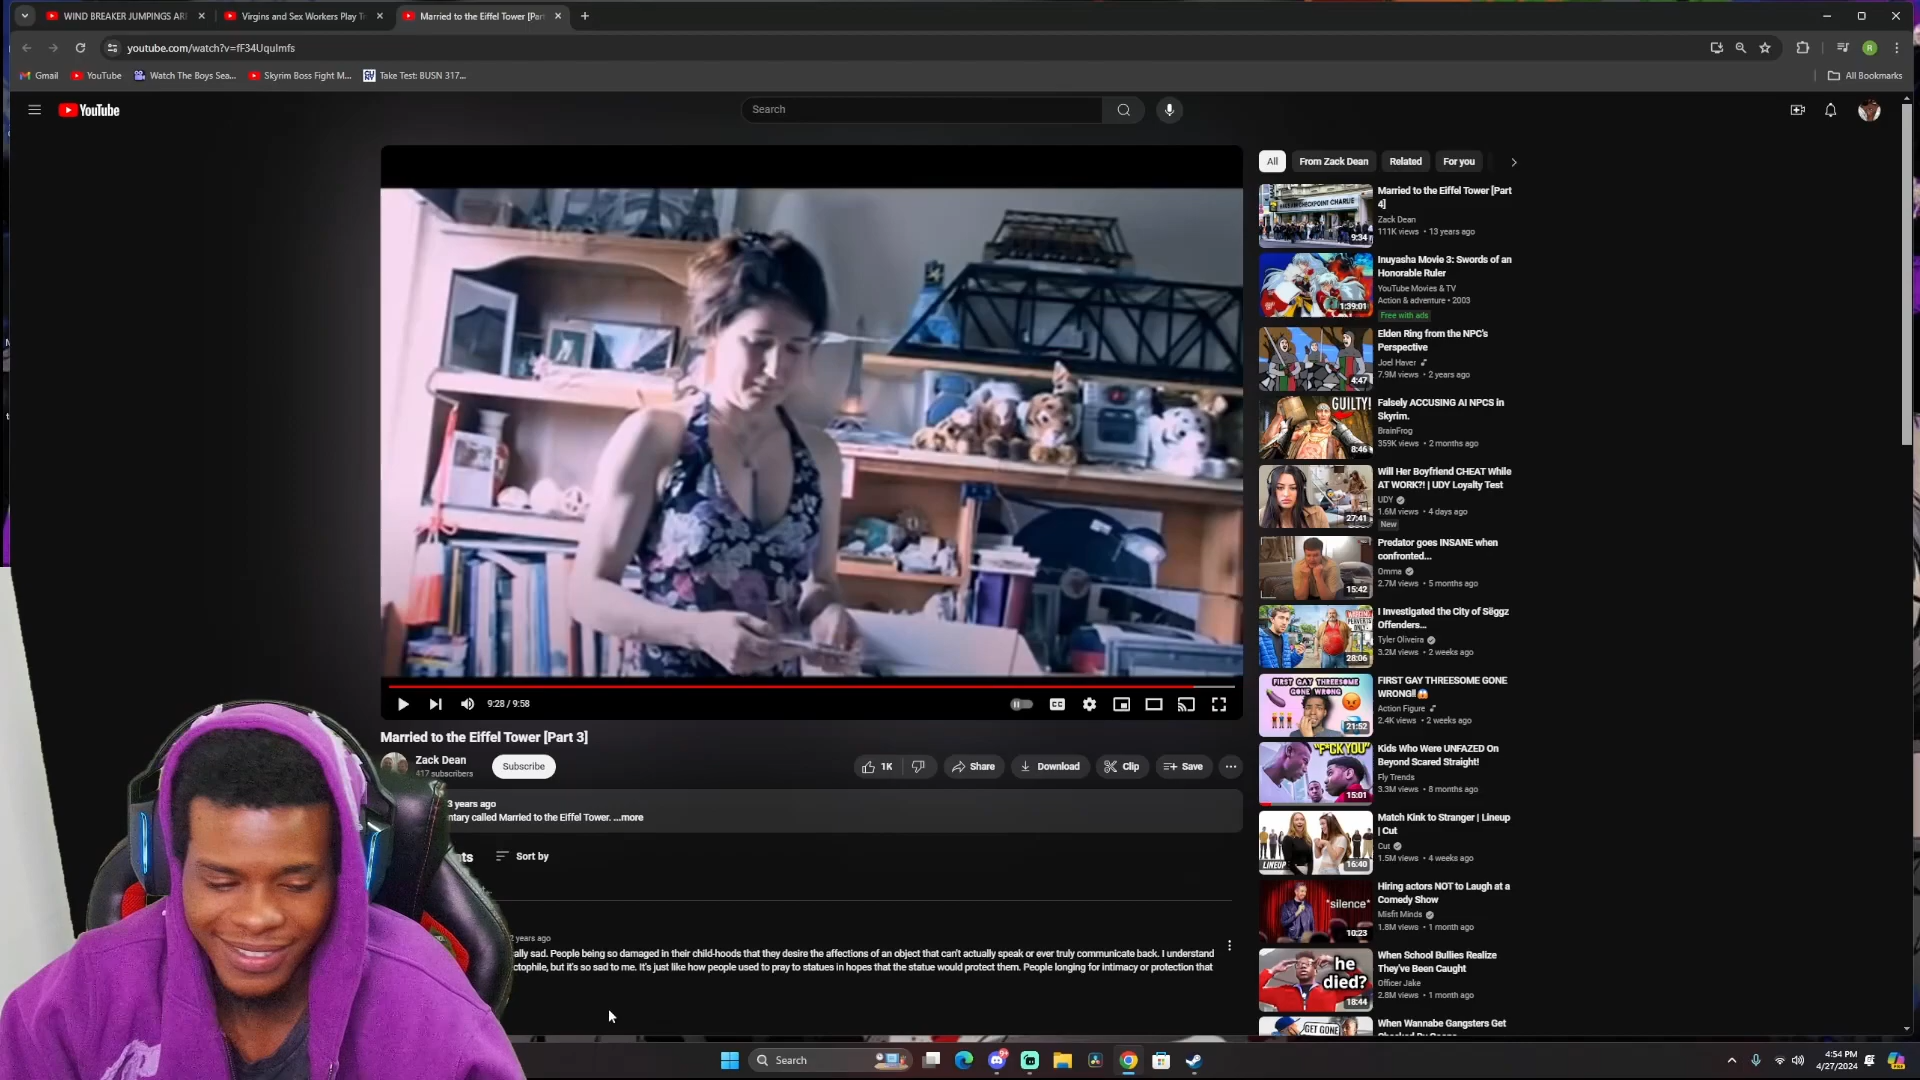 WIND BREAKER JUMPINGS AR
Virgins and Sex Workers Play T
Married to the Eiffel Tower [Part
youtube.com/watch?v=fF34Uqulmfs
Gmail
YouTube
Watch The Boys Sea...
Skyrim Boss Fight M...
Take Test: BUSN 317...
All Bookmarks
YouTube
Search
All
From Zack Dean
Related
For you
CHECKPOINT CHARLIE
9:34
Married to the Eiffel Tower [Part
4]
Zack Dean
111K views • 13 years ago
1:39:01
Inuyasha Movie 3: Swords of an
Honorable Ruler
YouTube Movies & TV
Action & adventure • 2003
Free with ads
4:47
Elden Ring from the NPC's
Perspective
Joel Haver
7.9M views • 2 years ago
GUILTY!
8:46
Falsely ACCUSING AI NPCS in
Skyrim.
BrainFrog
359K views • 2 months ago
27:41
Will Her Boyfriend CHEAT While
AT WORK?! | UDY Loyalty Test
UDY
1.6M views • 4 days ago
New
15:42
Predator goes INSANE when
confronted...
Omma
2.7M views • 5 months ago
28:06
I Investigated the City of Sëggz
Offenders...
Tyler Oliveira
3.2M views • 2 weeks ago
FIRST GAY THREESOME
GONE WRONG
21:52
FIRST GAY THREESOME GONE
WRONG!!
Action Figure
2.4K • 2 weeks ago
"F*CK YOU"
15:01
Kids Who Were UNFAZED On
Beyond Scared Straight!
Fly Trends
3.3M views • 8 months ago
LINEUP
16:40
Match Kink to Stranger | Lineup
| Cut
Cut
1.5M views • 4 weeks ago
*silence*
10:23
Hiring actors NOT to Laugh at a
Comedy Show
Misfit Minds
1.8M views • 1 month ago
he
died?
18:44
When School Bullies Realize
They've Been Caught
Officer Jake
2.8M views • 1 month ago
GET GONE
When Wannabe Gangsters Get
9:28 / 9:58
CC
Married to the Eiffel Tower [Part 3]
Zack Dean
417 subscribers
Subscribe
1K
Share
Download
Clip
Save
3 years ago
ntary called Married to the Eiffel Tower. ...more
nts
Sort by
2 years ago
ally sad. People being so damaged in their child-hoods that they desire the affections of an object that can't actually speak or ever truly communicate back. I understand
ctophile, but it's so sad to me. It's just like how people used to pray to statues in hopes that the statue would protect them. People longing for intimacy or protection that
Search
4:54 PM
4/27/2024